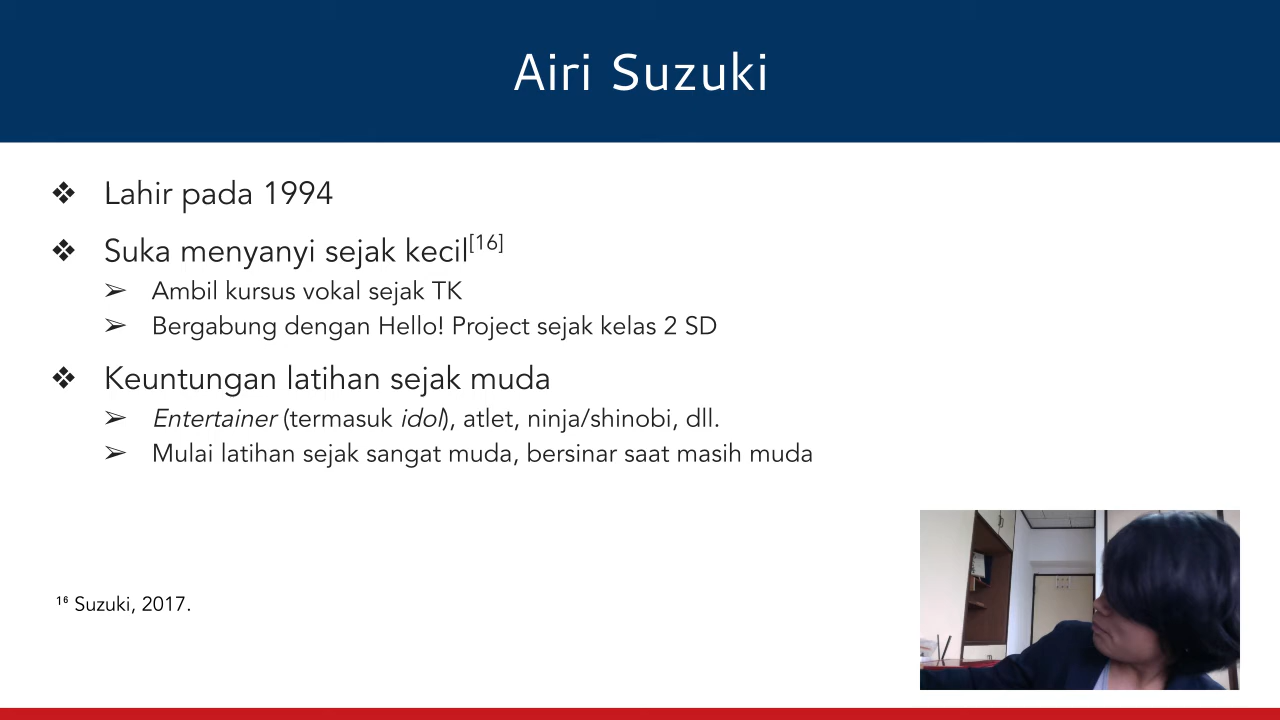 Airi Suzuki
❖ Lahir pada 1994
❖ Suka menyanyi sejak kecil[16]
➢ Ambil kursus vokal sejak TK
➢ Bergabung dengan Hello! Project sejak kelas 2 SD
❖ Keuntungan latihan sejak muda
➢ Entertainer (termasuk idol), atlet, ninja/shinobi, dll.
➢ Mulai latihan sejak sangat muda, bersinar saat masih muda
¹⁶ Suzuki, 2017.